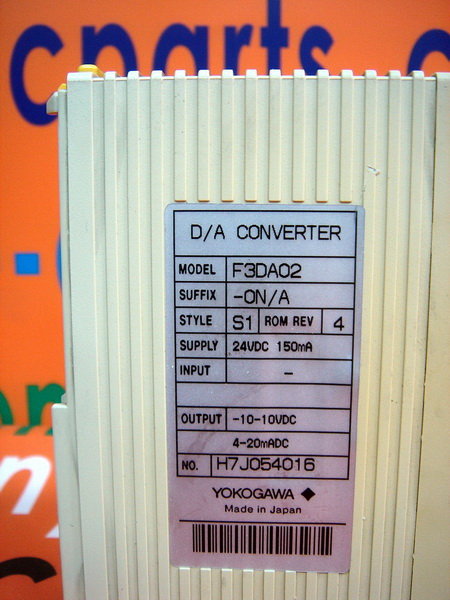 cparts.c
D/A CONVERTER
MODEL F3DA02
SUFFIX -0N/A
STYLE S1 ROM REV 4
SUPPLY 24VDC 150mA
INPUT -
OUTPUT -10-10VDC
4-20mADC
NO. H7J054016
YOKOGAWA
Made in Japan